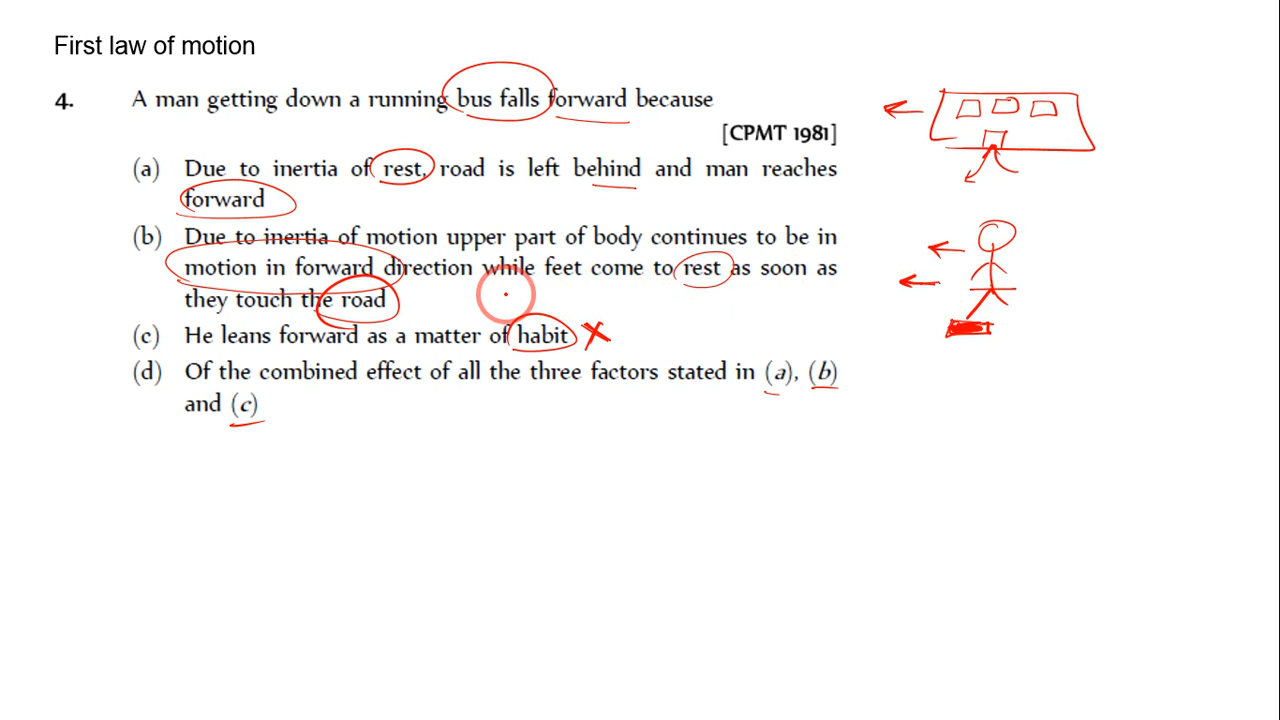 First law of motion
4. A man getting down a running bus falls forward because
[CPMT 1981]
(a) Due to inertia of rest, road is left behind and man reaches
forward
(b) Due to inertia of motion upper part of body continues to be in
motion in forward direction while feet come to rest as soon as
they touch the road
(c) He leans forward as a matter of habit
(d) Of the combined effect of all the three factors stated in (a), (b)
and (c)